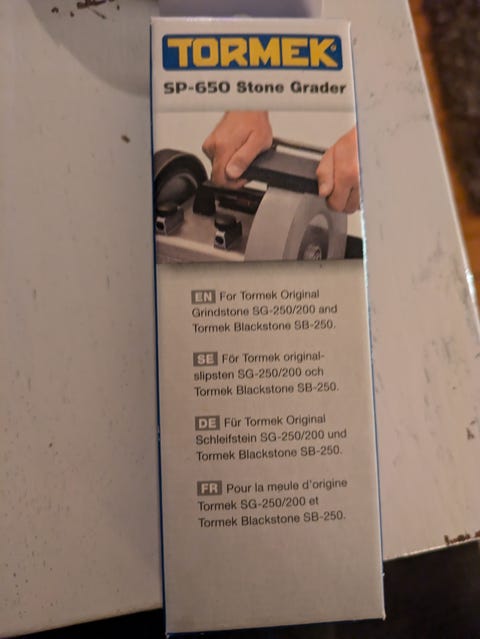 TORMEK
SP-650 Stone Grader
EN For Tormek Original
Grindstone SG-250/200 and
Tormek Blackstone SB-250.
SE För Tormek original-
slipsten SG-250/200 och
Tormek Blackstone SB-250.
DE Für Tormek Original
Schleifstein SG-250/200 und
Tormek Blackstone SB-250.
FR Pour la meule d'origine
Tormek SG-250/200 et
Tormek Blackstone SB-250.